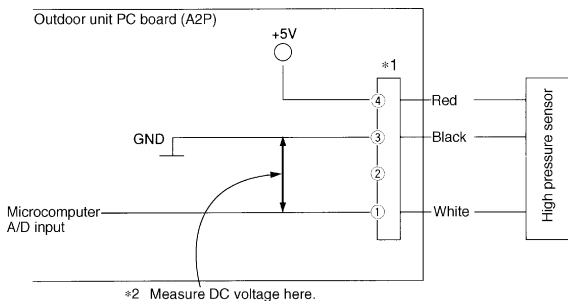 Outdoor unit PC board (A2P)
+5V
*1
4
Red
3
Black
GND
2
High pressure sensor
1
White
Microcomputer
A/D input
*2 Measure DC voltage here.